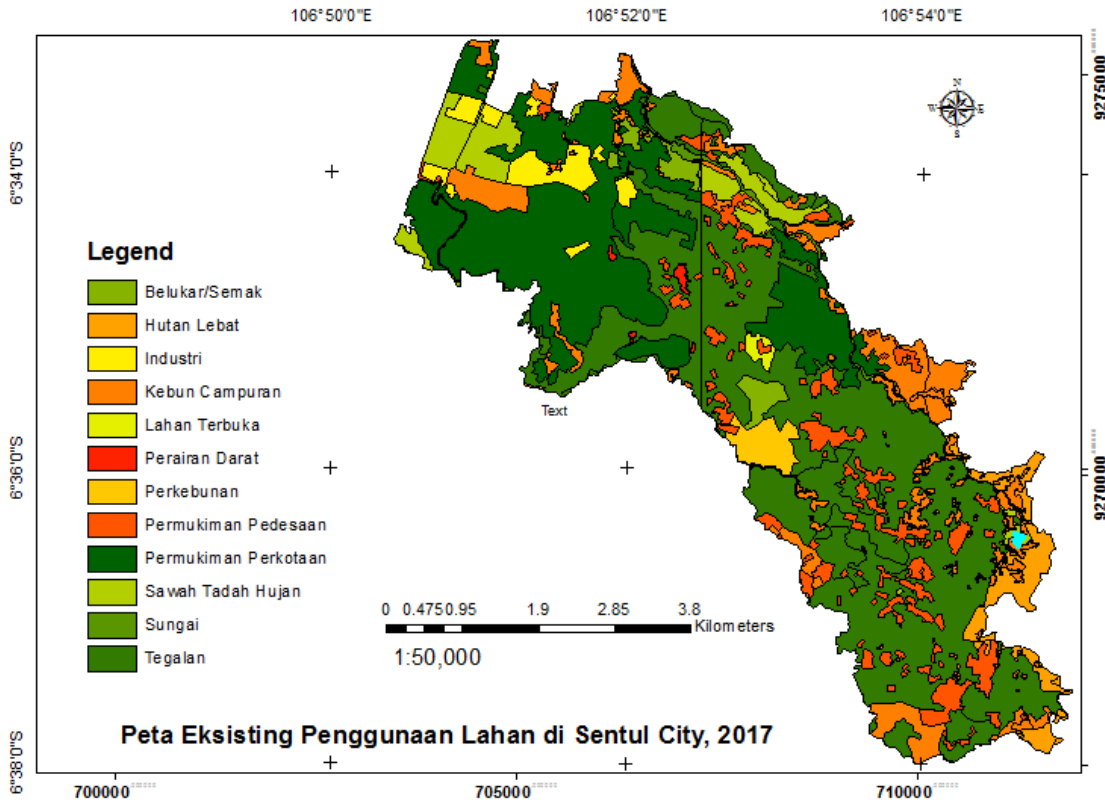 106°50'0"E 106°52'0"E 106°54'0"E
N
W E
S
9275000
6°34'0"S
Legend
Belukar/Semak
Hutan Lebat
Industri
Kebun Campuran
Lahan Terbuka
Perairan Darat
Perkebunan
Permukiman Pedesaan
Permukiman Perkotaan
Sawah Tadah Hujan
Sungai
Tegalan
Text
6°36'0"S
9270000
0 0.475 0.95 1.9 2.85 3.8
Kilometers
1:50,000
Peta Eksisting Penggunaan Lahan di Sentul City, 2017
6°38'0"S
700000 705000 710000